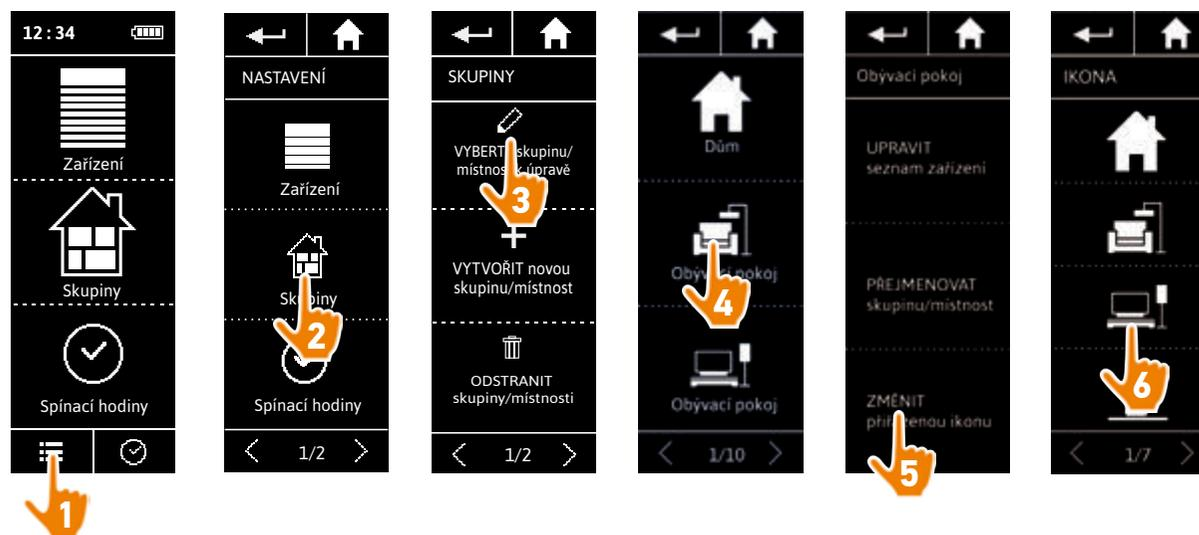 12:34
Zařízení
Skupiny
Spínací hodiny
1
NASTAVENÍ
Zařízení
Skupiny
2
Spínací hodiny
1/2
SKUPINY
VYBERTE skupinu/
místnost k úpravě
3
VYTVOŘIT novou
skupinu/místnost
ODSTRANIT
skupiny/místnosti
1/2
Dům
Obývací pokoj
4
Obývací pokoj
1/10
Obývací pokoj
UPRAVIT
seznam zařízení
PŘEJMENOVAT
skupinu/místnost
ZMĚNIT
přiřazenou ikonu
5
IKONA
6
1/7